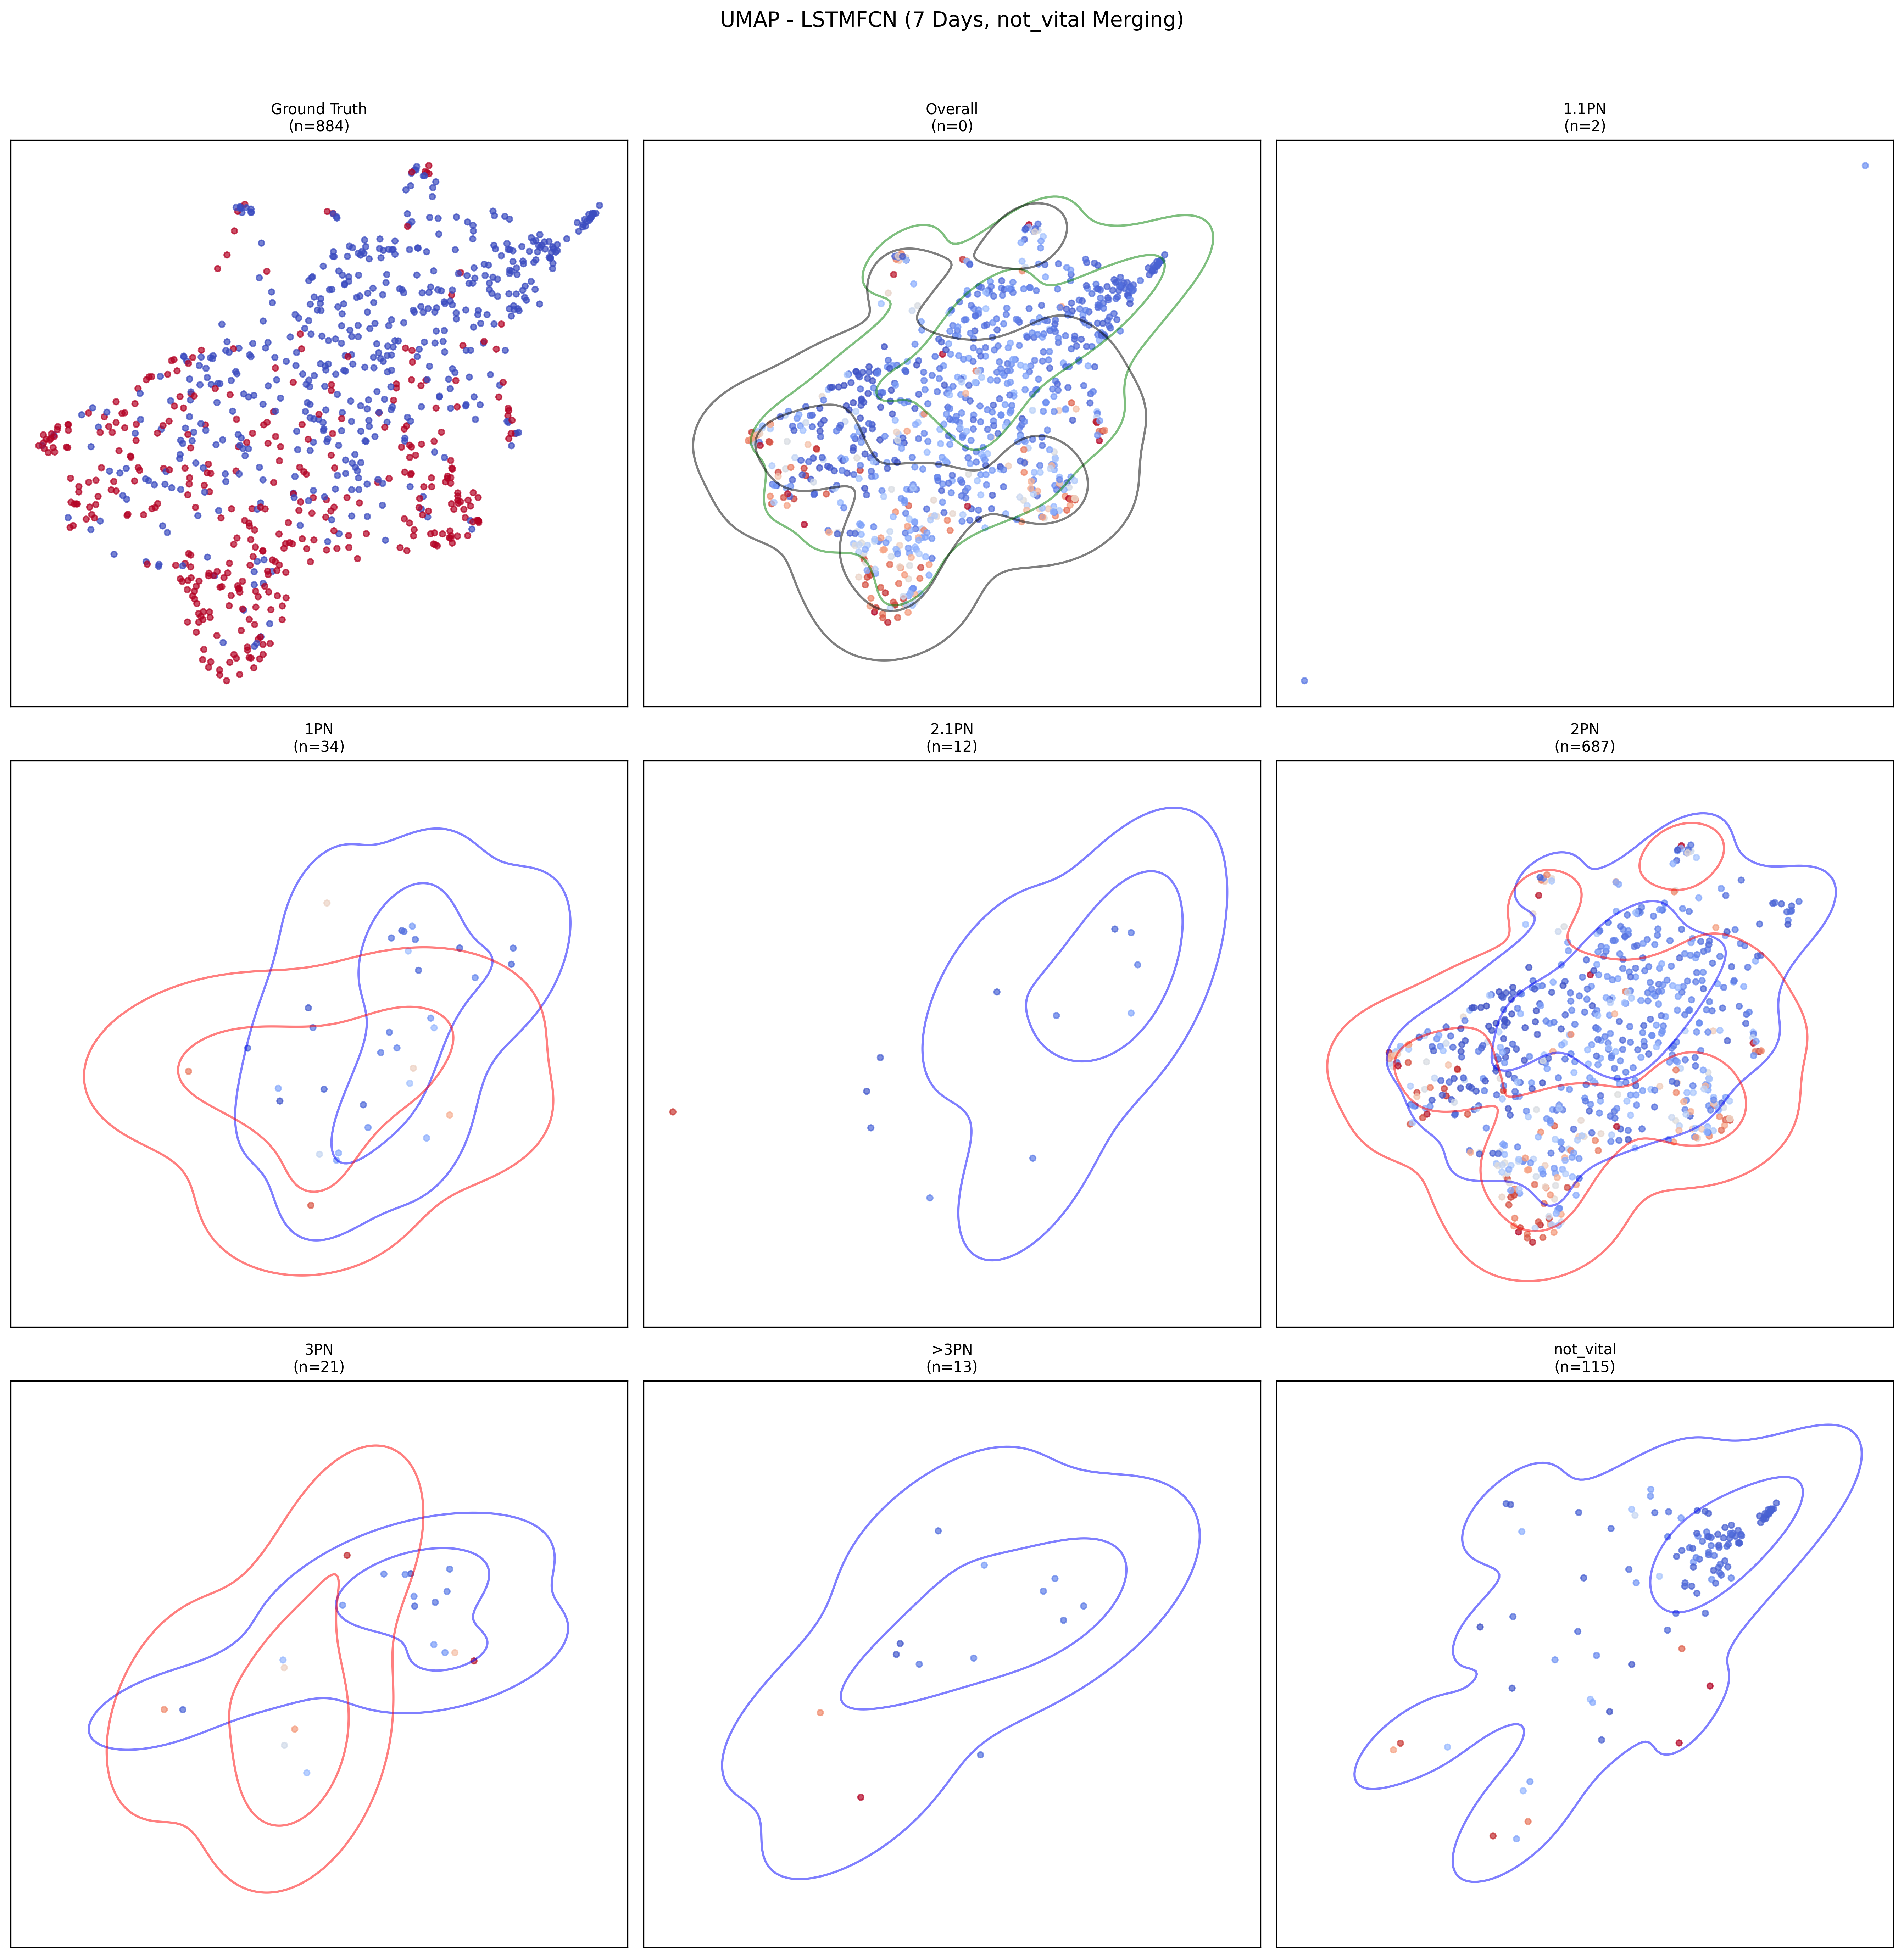 UMAP - LSTMFCN (7 Days, not_vital Merging)
Ground Truth
(n=884)
Overall
(n=0)
1.1PN
(n=2)
1PN
(n=34)
2.1PN
(n=12)
2PN
(n=687)
3PN
(n=21)
>3PN
(n=13)
not_vital
(n=115)